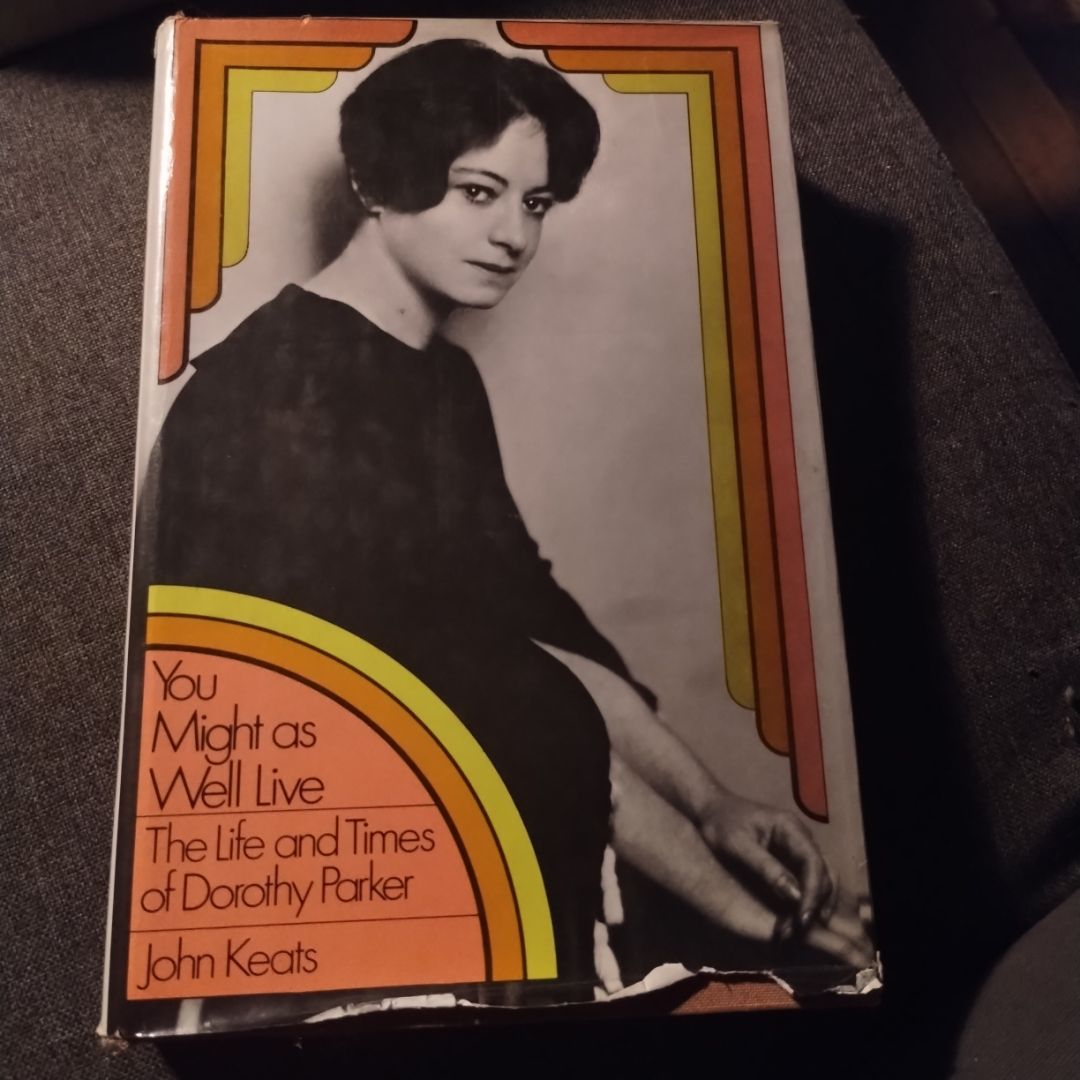 You
Might as
Well Live
The Life and Times
of Dorothy Parker
John Keats